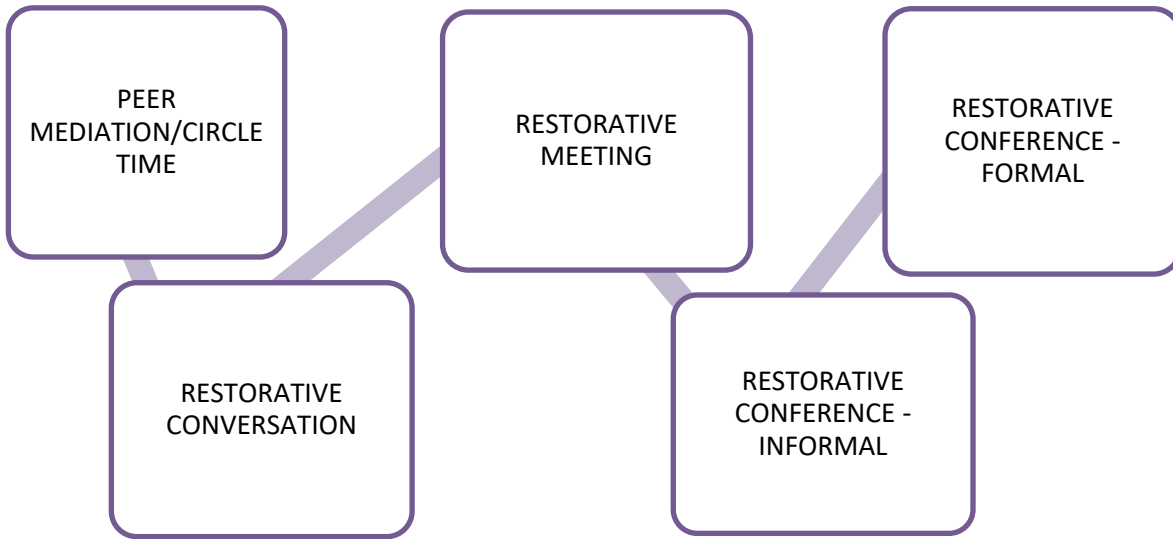 PEER
MEDIATION/CIRCLE
TIME
RESTORATIVE
CONVERSATION
RESTORATIVE
MEETING
RESTORATIVE
CONFERENCE -
INFORMAL
RESTORATIVE
CONFERENCE -
FORMAL